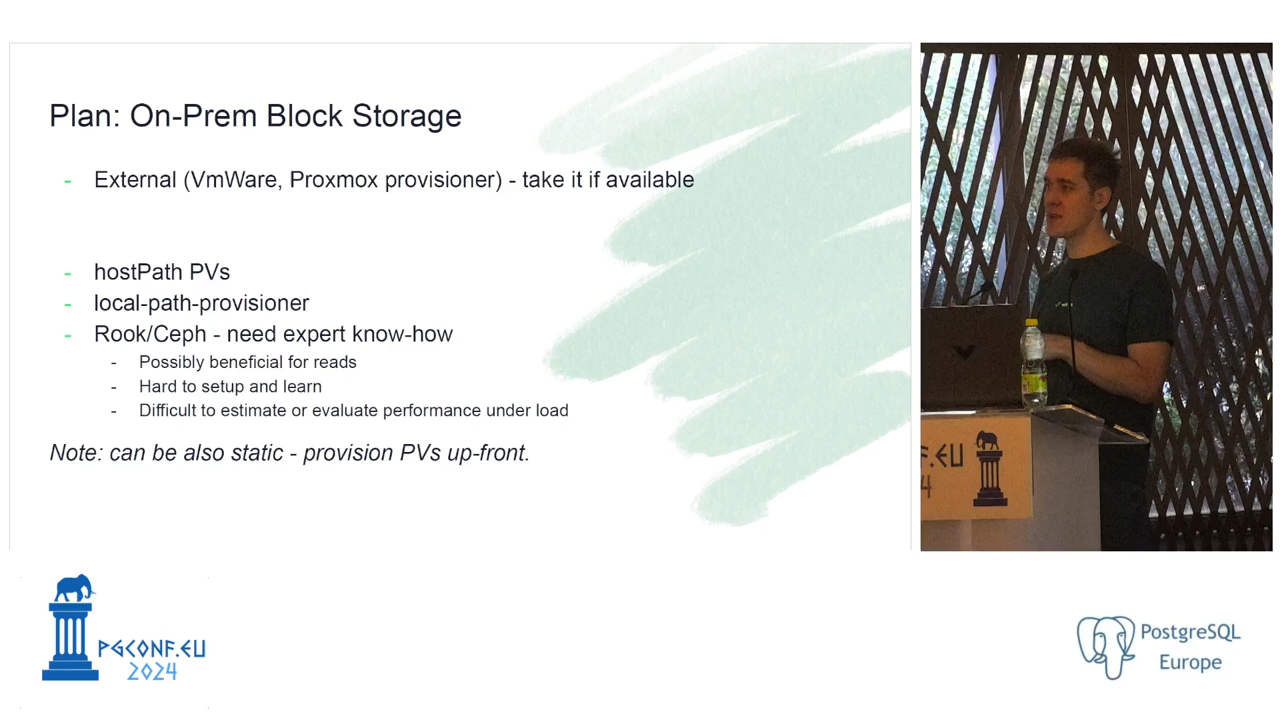 Plan: On-Prem Block Storage
- External (VmWare, Proxmox provisioner) - take it if available
- hostPath PVs
- local-path-provisioner
- Rook/Ceph - need expert know-how
- Possibly beneficial for reads
- Hard to setup and learn
- Difficult to estimate or evaluate performance under load
Note: can be also static - provision PVs up-front.
F.EU
4
PGCONF.EU
2024
PostgreSQL
Europe